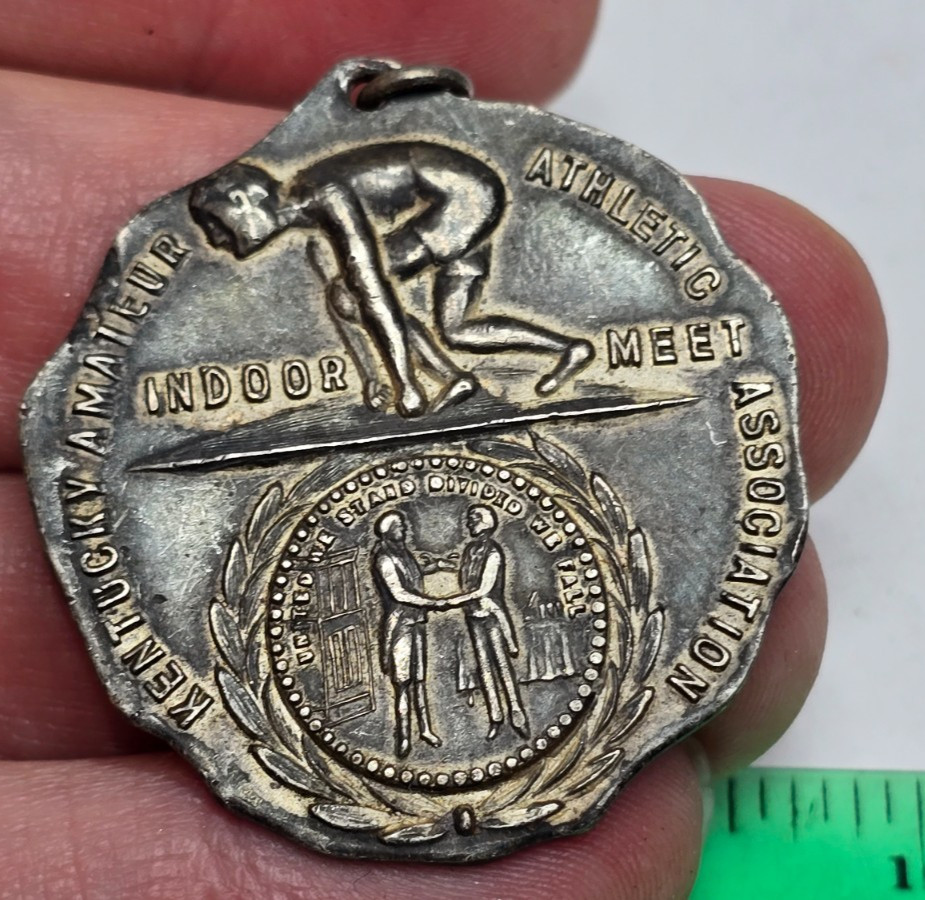 KENTUCKY AMATEUR ATHLETIC ASSOCIATION
INDOOR MEET
UNITED WE STAND DIVIDED WE FALL
1